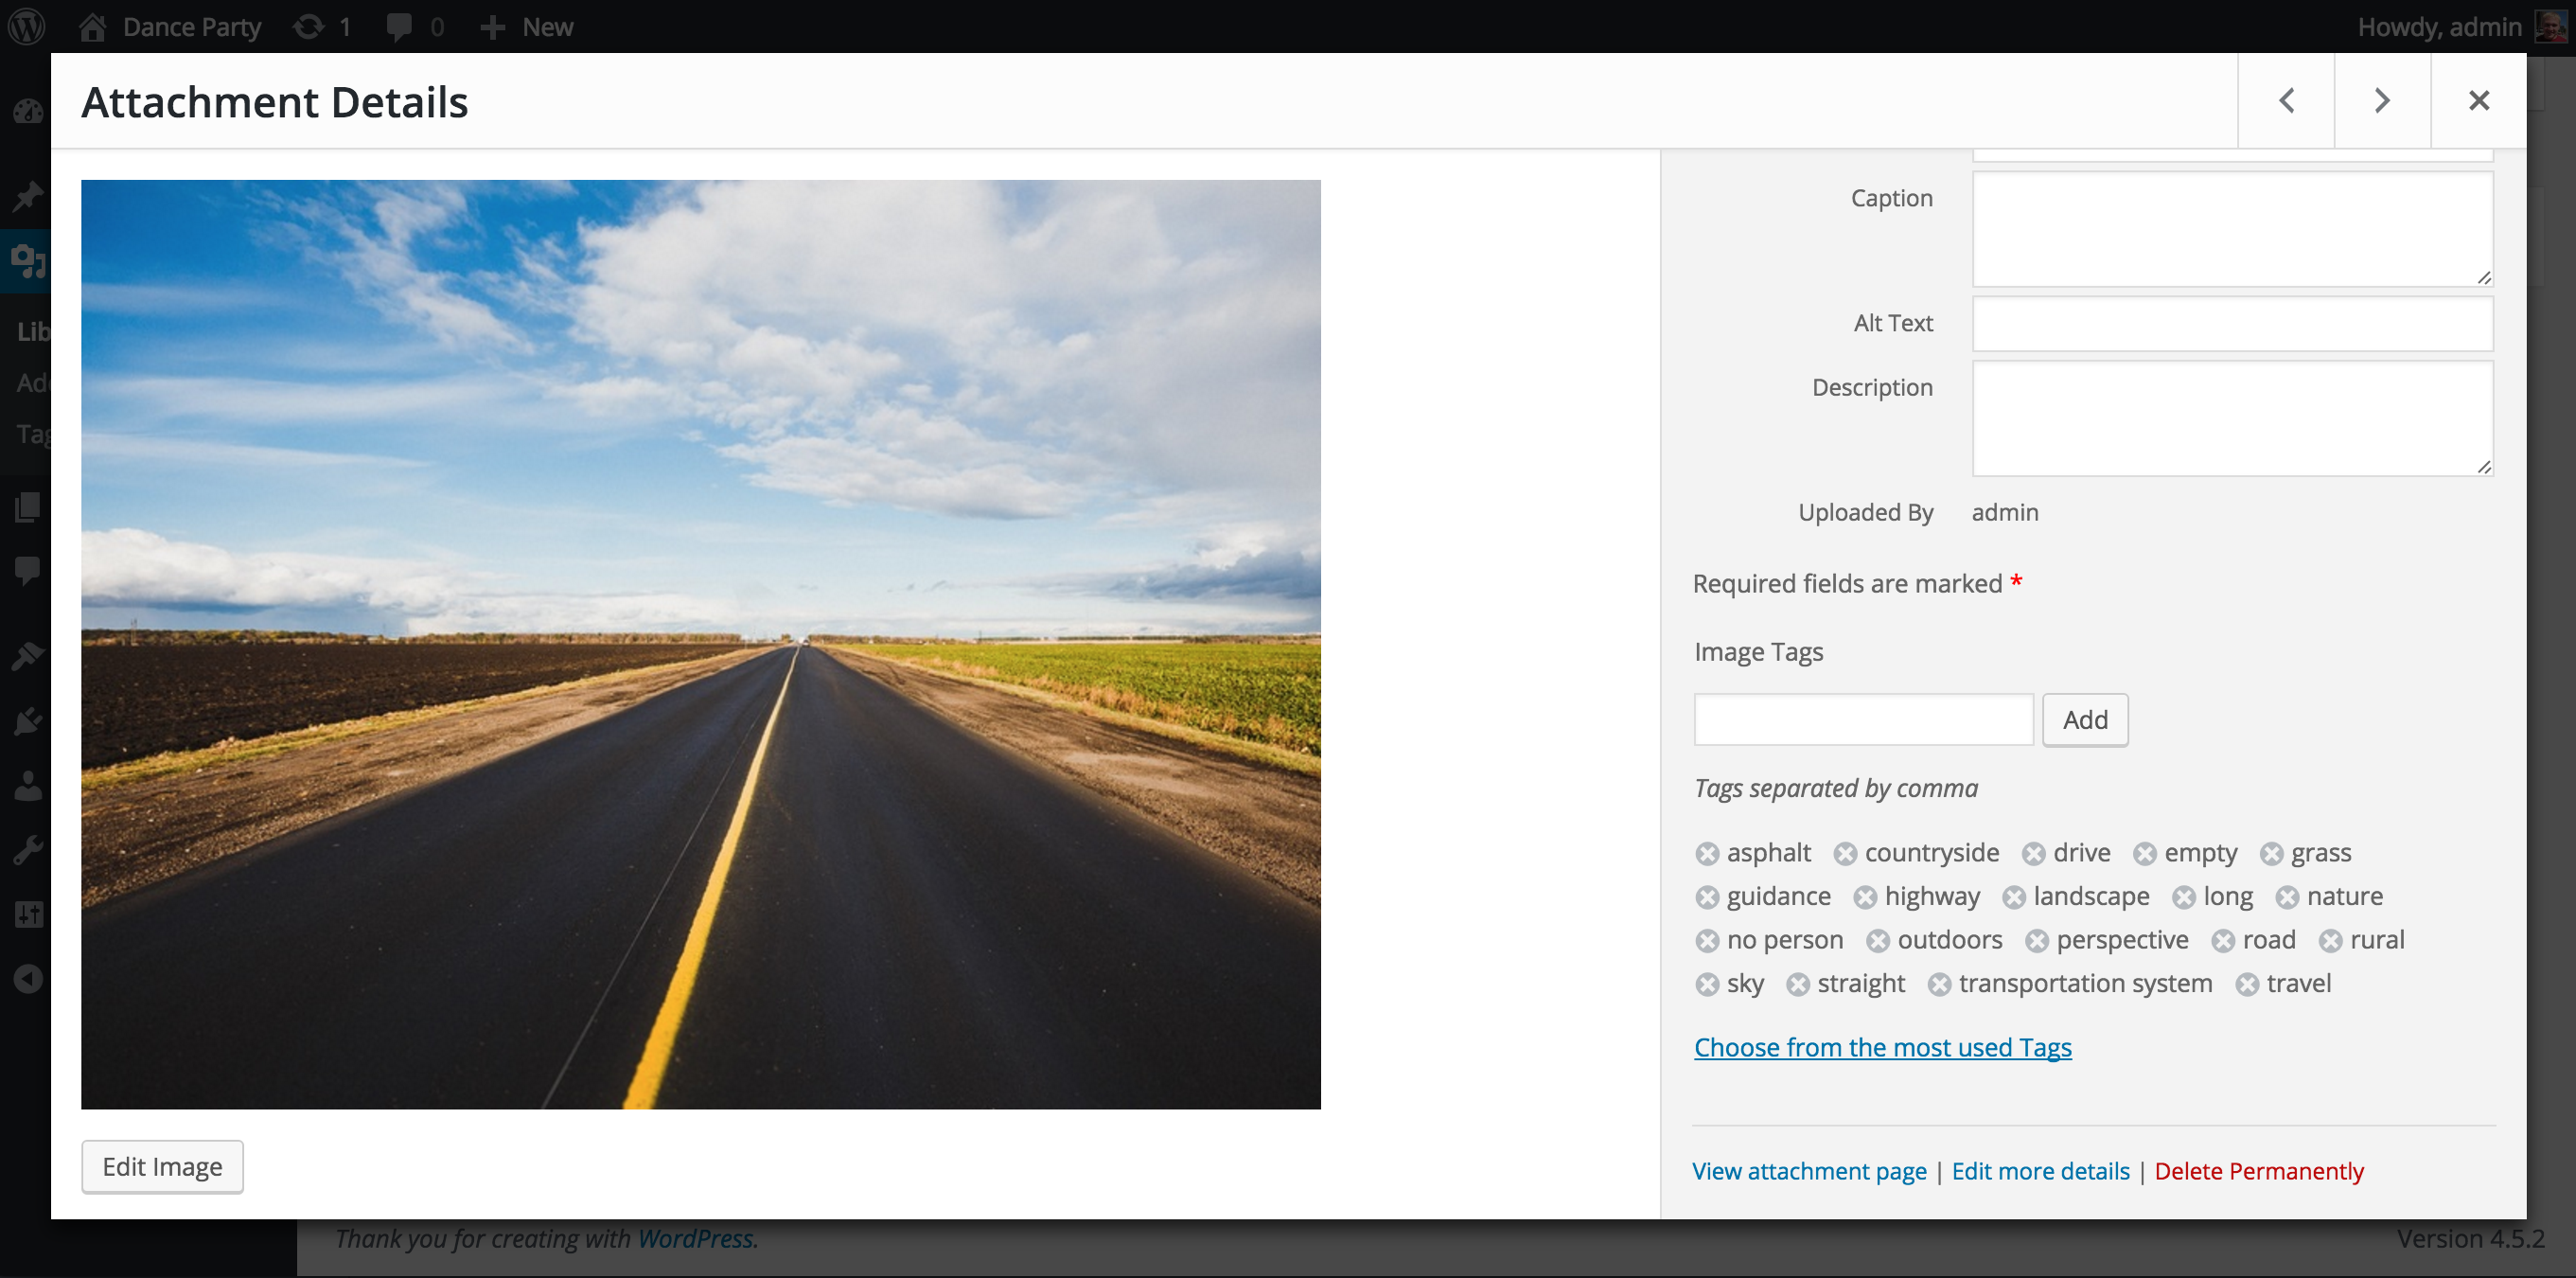 Dance Party 1 0 New Howdy, admin
Attachment Details
Lib
Add
Tag
Caption
Alt Text
Description
Uploaded By admin
Required fields are marked *
Image Tags
Add
Tags separated by comma
asphalt countryside drive empty grass
guidance highway landscape long nature
no person outdoors perspective road rural
sky straight transportation system travel
Choose from the most used Tags
Edit Image
View attachment page | Edit more details | Delete Permanently
Thank you for creating with WordPress. Version 4.5.2